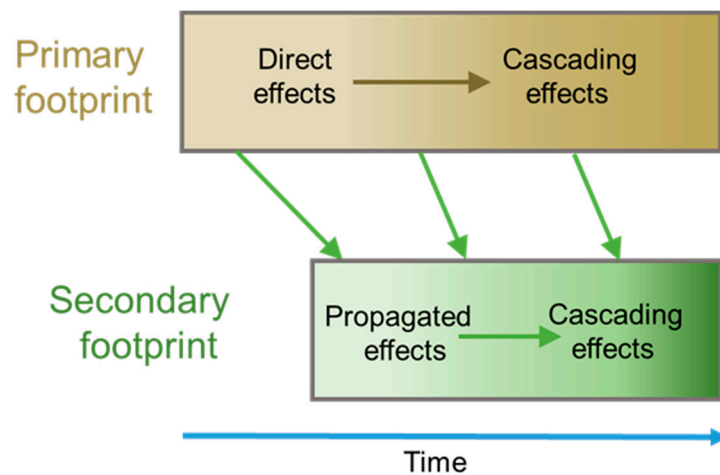 Primary
footprint
Direct
effects
Cascading
effects
Secondary
footprint
Propagated
effects
Cascading
effects
Time